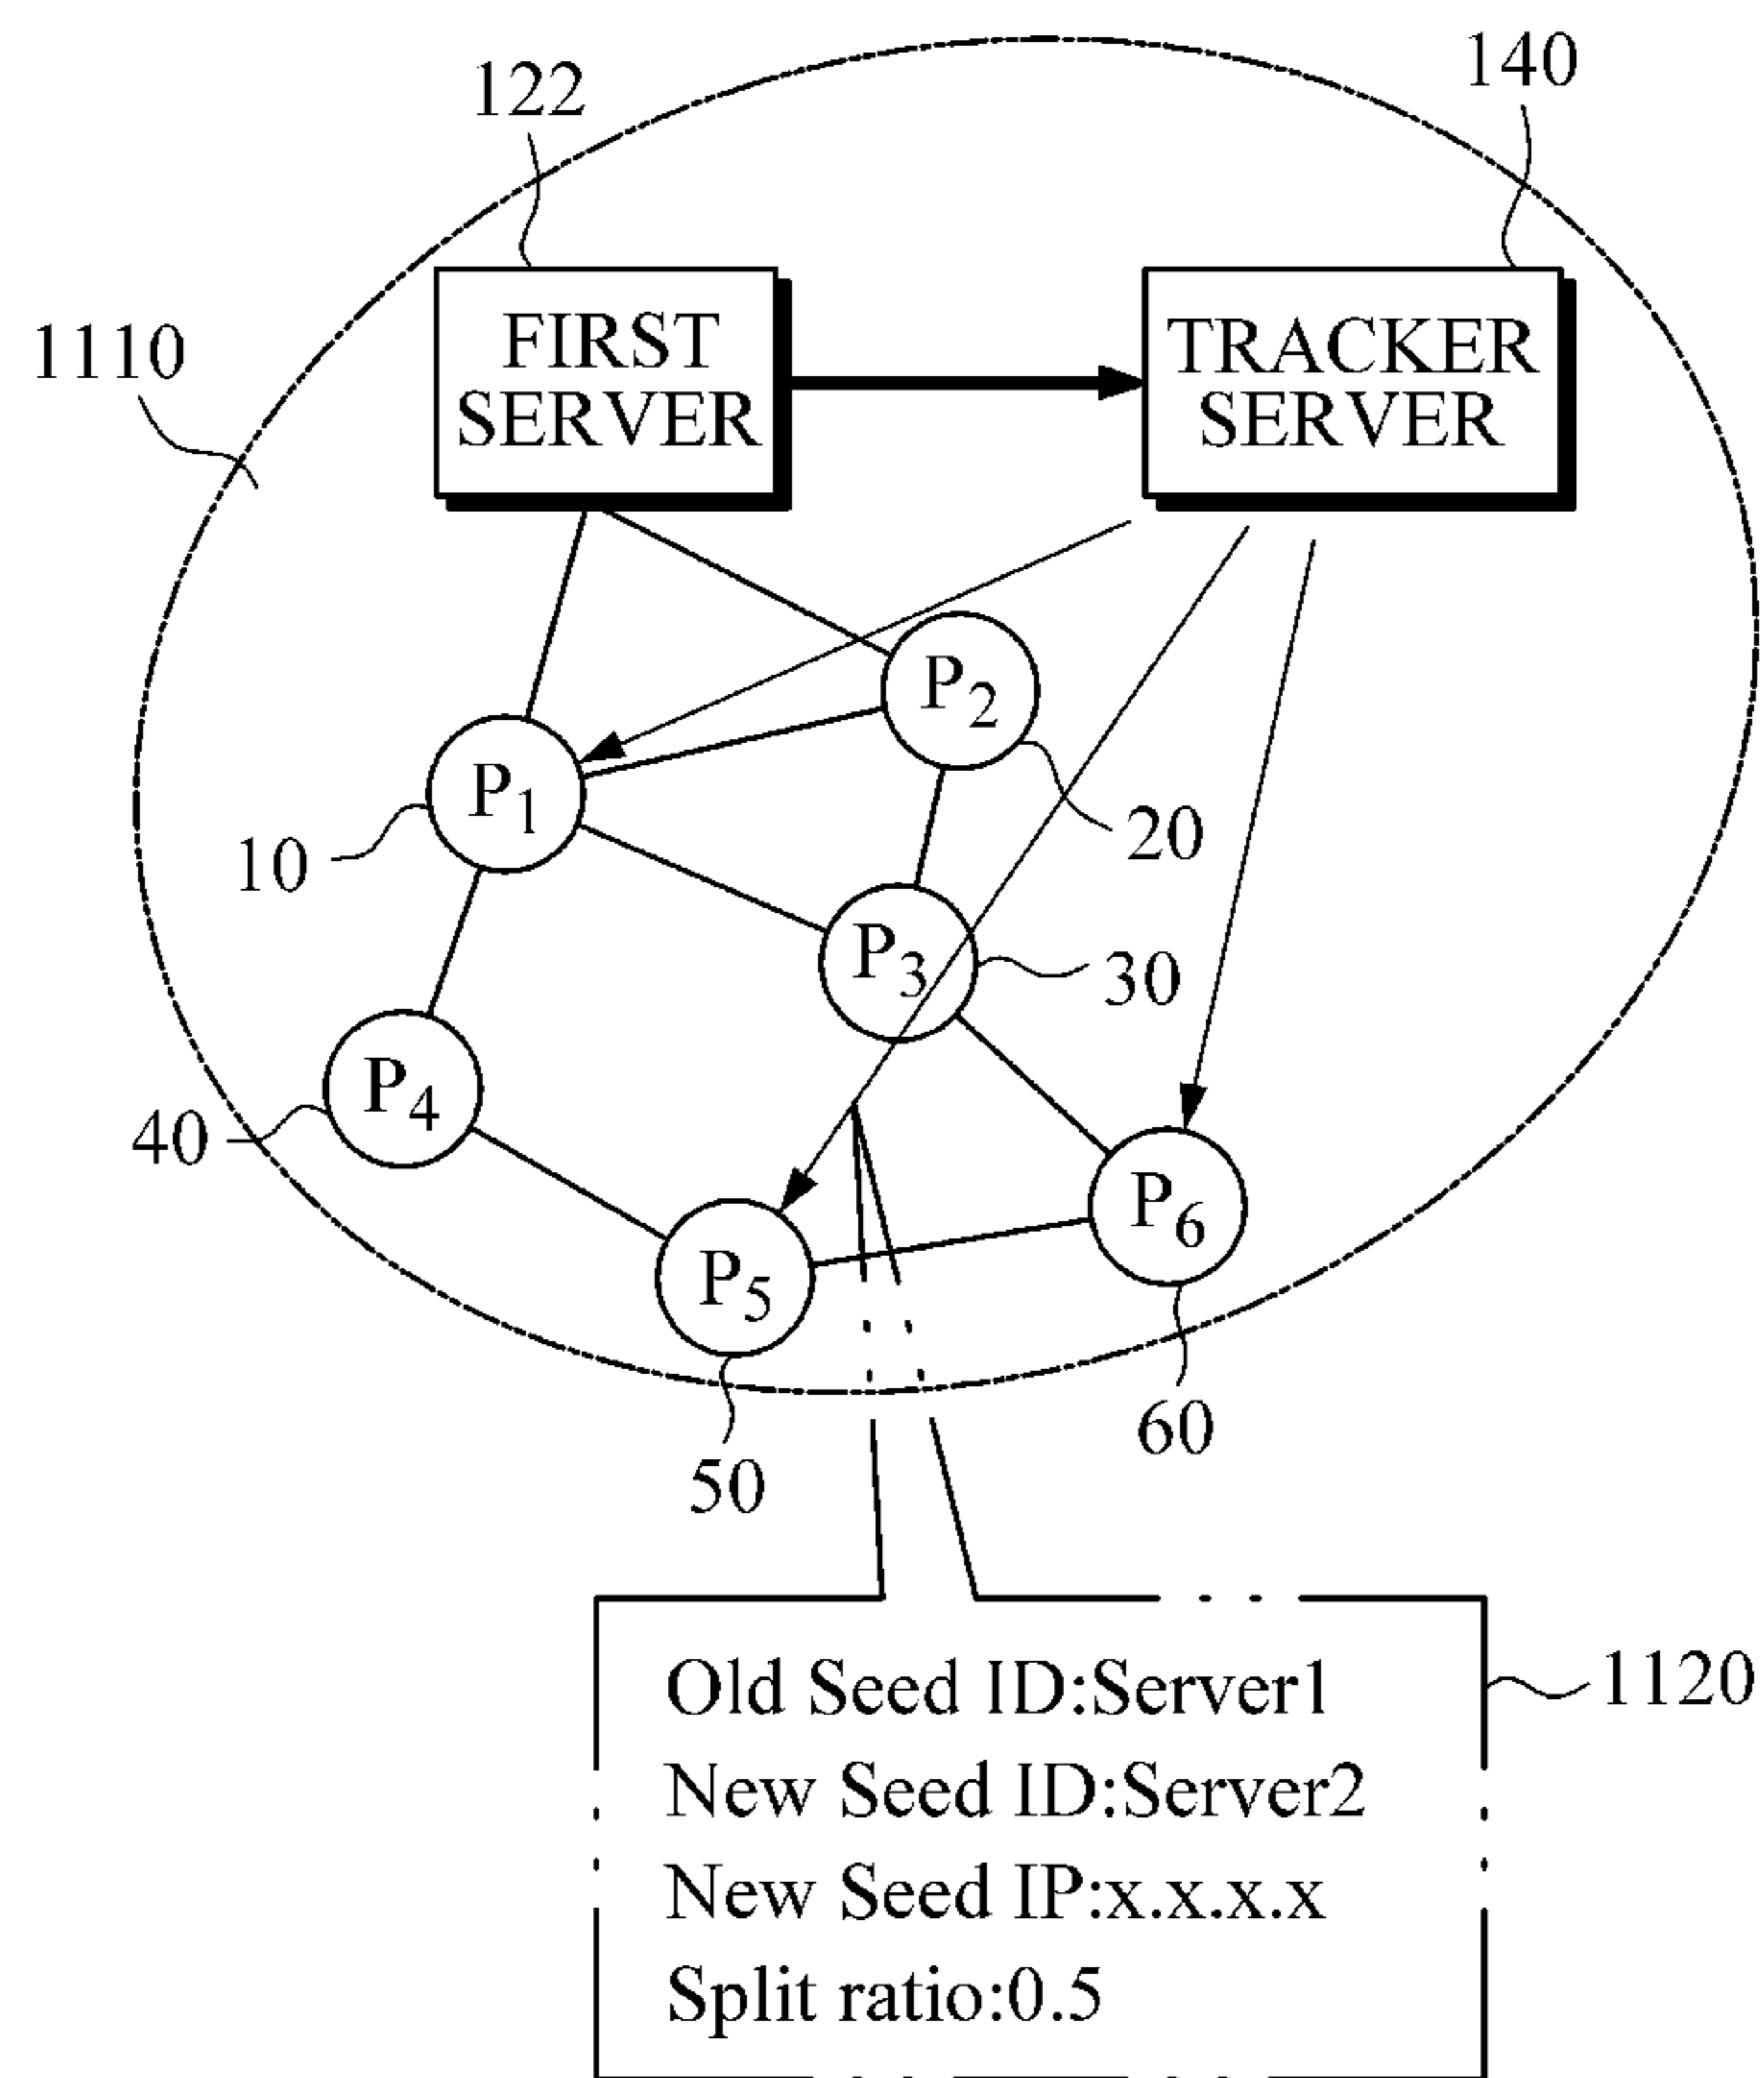 140
122
1110
FIRST
SERVER
TRACKER
SERVER
P2
P1
20
10
P3
30
P4
40
P6
P5
60
50
Old Seed ID:Server1
1120
New Seed ID:Server2
New Seed IP:x.x.x.x
Split ratio:0.5